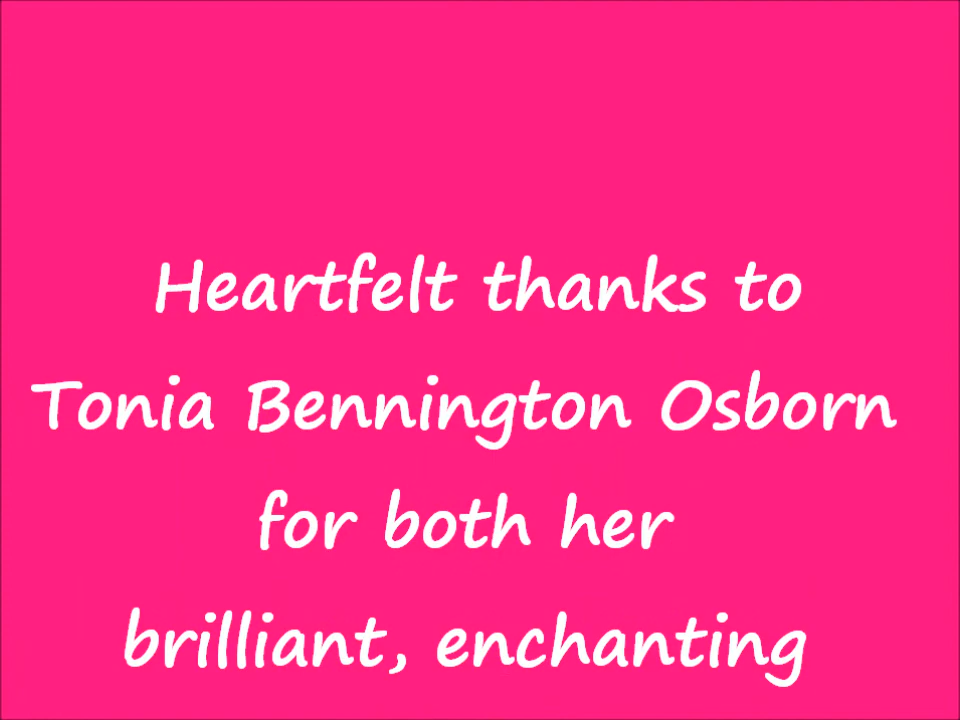 Heartfelt thanks to
Tonia Bennington Osborn
for both her
brilliant, enchanting